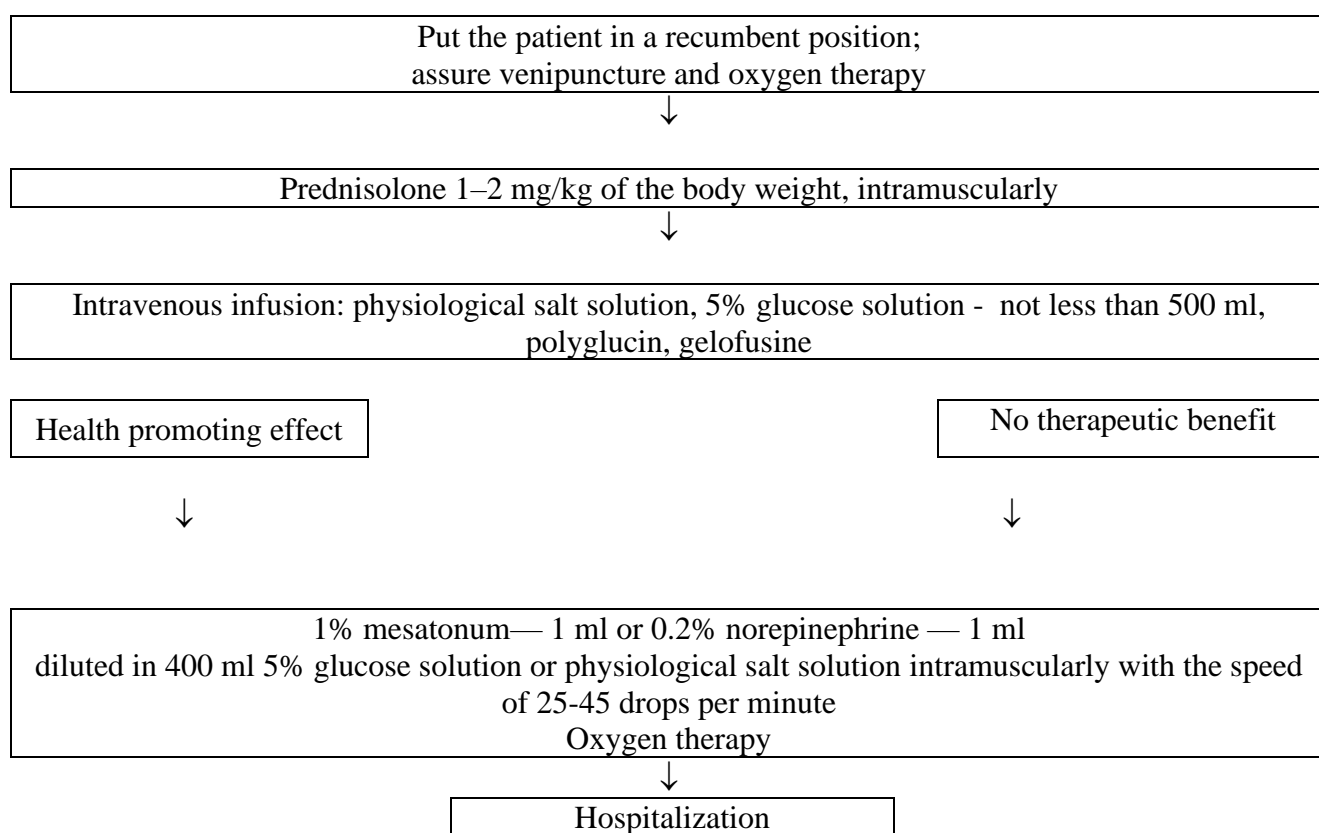 Put the patient in a recumbent position;
assure venipuncture and oxygen therapy
↓
Prednisolone 1–2 mg/kg of the body weight, intramuscularly
↓
Intravenous infusion: physiological salt solution, 5% glucose solution - not less than 500 ml,
polyglucin, gelofusine
Health promoting effect
No therapeutic benefit
↓ ↓
1% mesatonum— 1 ml or 0.2% norepinephrine — 1 ml
diluted in 400 ml 5% glucose solution or physiological salt solution intramuscularly with the speed
of 25-45 drops per minute
Oxygen therapy
↓
Hospitalization